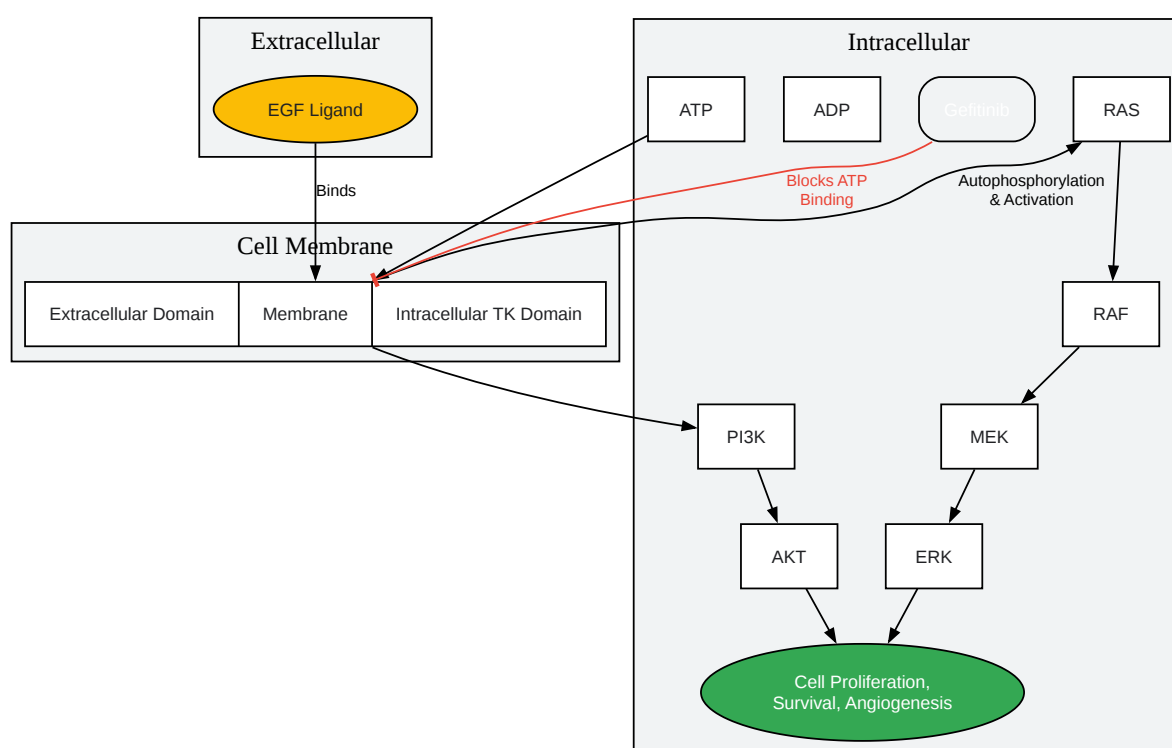 Extracellular
Intracellular
EGF Ligand
ATP
ADP
Gefitinib
RAS
Binds
Blocks ATP
Binding
Autophosphorylation
& Activation
Cell Membrane
Extracellular Domain
Membrane
Intracellular TK Domain
RAF
PI3K
MEK
AKT
ERK
Cell Proliferation,
Survival, Angiogenesis